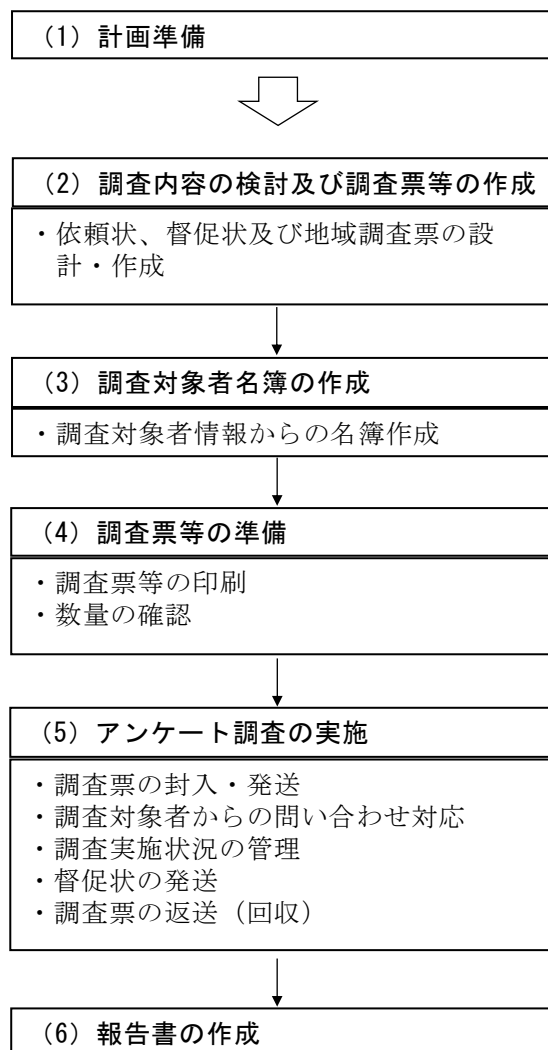 （1）計画準備
（2）調査内容の検討及び調査票等の作成
・依頼状、督促状及び地域調査票の設
計・作成
（3）調査対象者名簿の作成
・調査対象者情報からの名簿作成
（4）調査票等の準備
・調査票等の印刷
・数量の確認
（5）アンケート調査の実施
・調査票の封入・発送
・調査対象者からの問い合わせ対応
・調査実施状況の管理
・督促状の発送
・調査票の返送（回収）
（6）報告書の作成